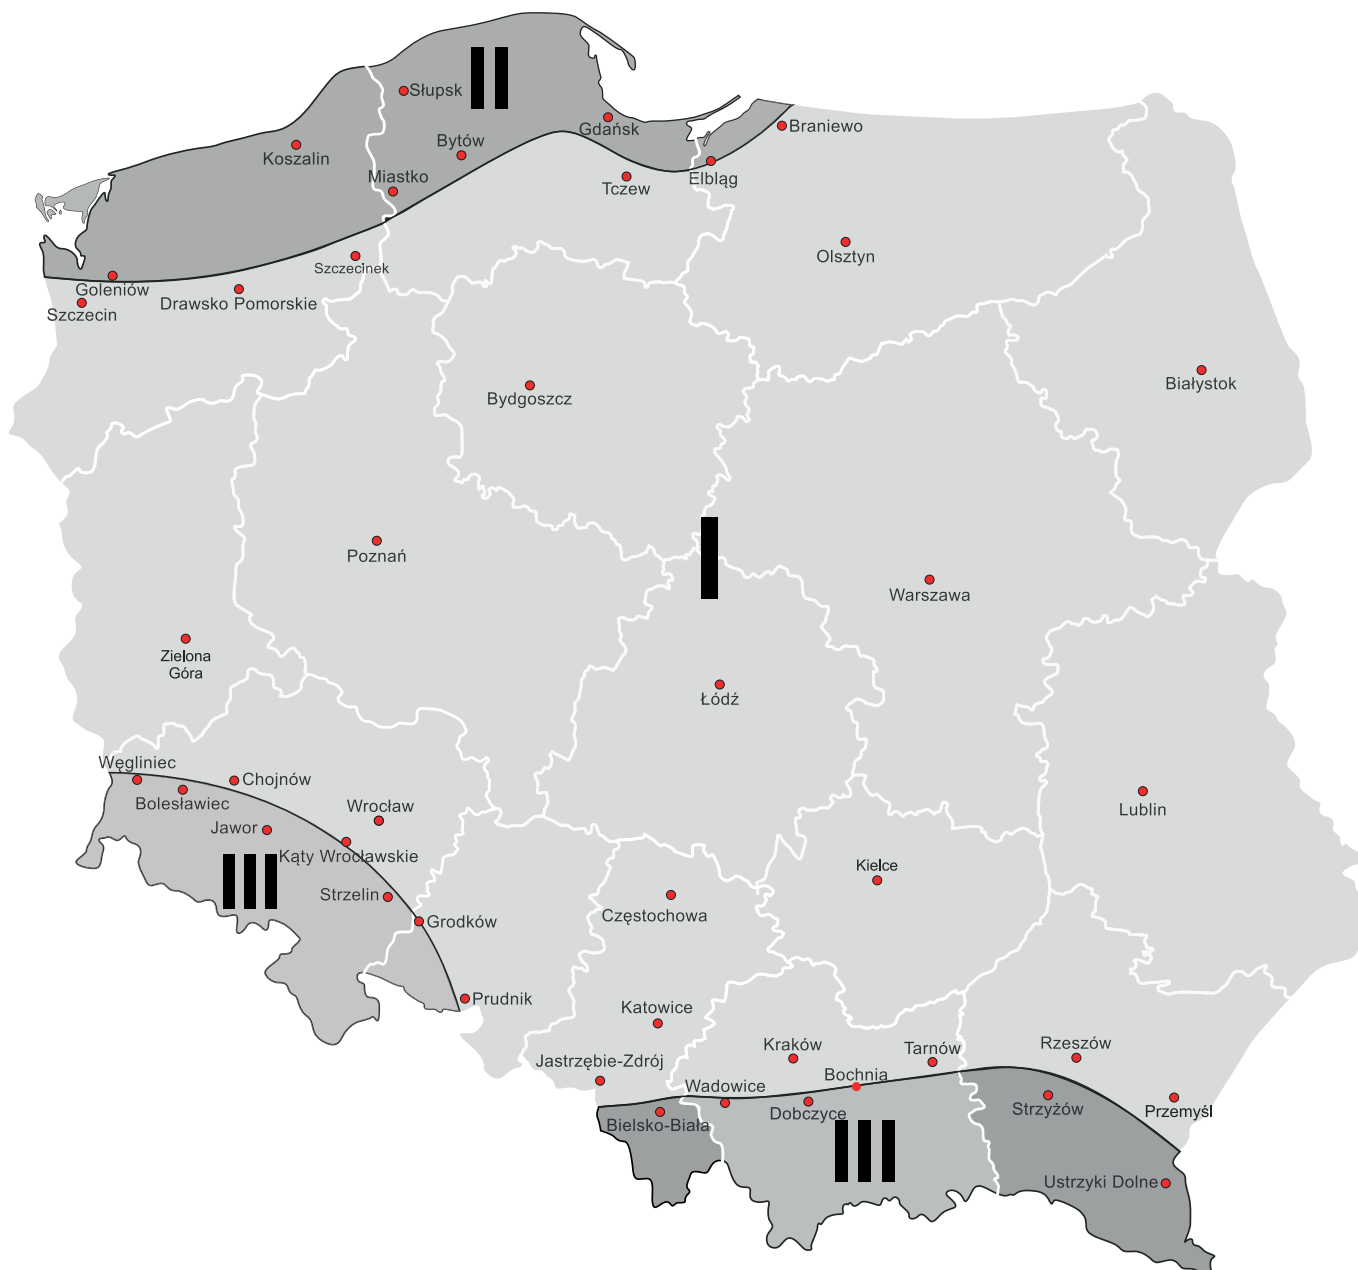 II
Słupsk
Gdańsk
Braniewo
Koszalin
Bytów
Miastko
Tczew
Elbląg
Olsztyn
Szczecinek
Goleniów
Drawsko Pomorskie
Szczecin
Białystok
Bydgoszcz
I
Poznań
Warszawa
Zielona
Góra
Łódź
Węgliniec
Chojnów
Bolesławiec
Wrocław
Jawor
Lublin
Kąty Wrocławskie
III
Kielce
Strzelin
Częstochowa
Grodków
Prudnik
Katowice
Kraków
Tarnów
Rzeszów
Jastrzębie-Zdrój
Bochnia
Wadowice
Dobczyce
Strzyżów
Przemyśl
Bielsko-Biała
III
Ustrzyki Dolne